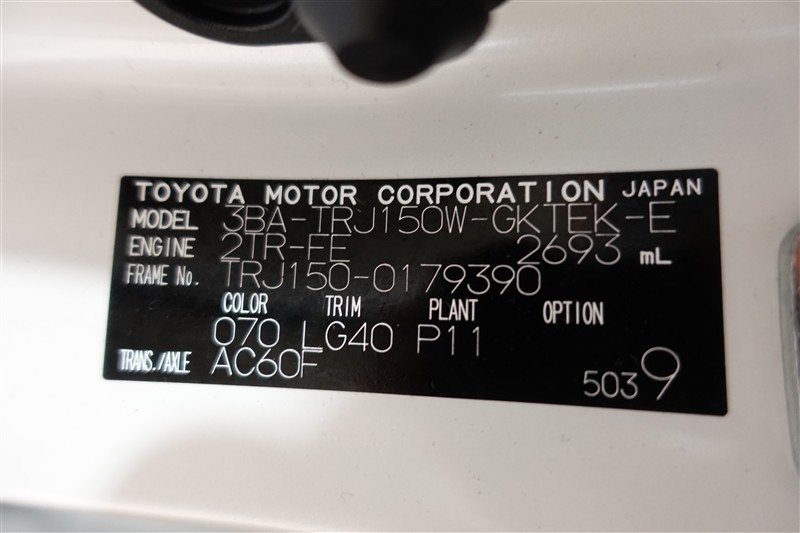 TOYOTA MOTOR CORPORATION JAPAN
MODEL 3BA-TRJ150W-GKTEK-E
ENGINE 2TR-FE 2693 mL
FRAME No. TRJ150-0179390
COLOR TRIM PLANT OPTION
070 LG40 P11
TRANS./AXLE AC60F
5039